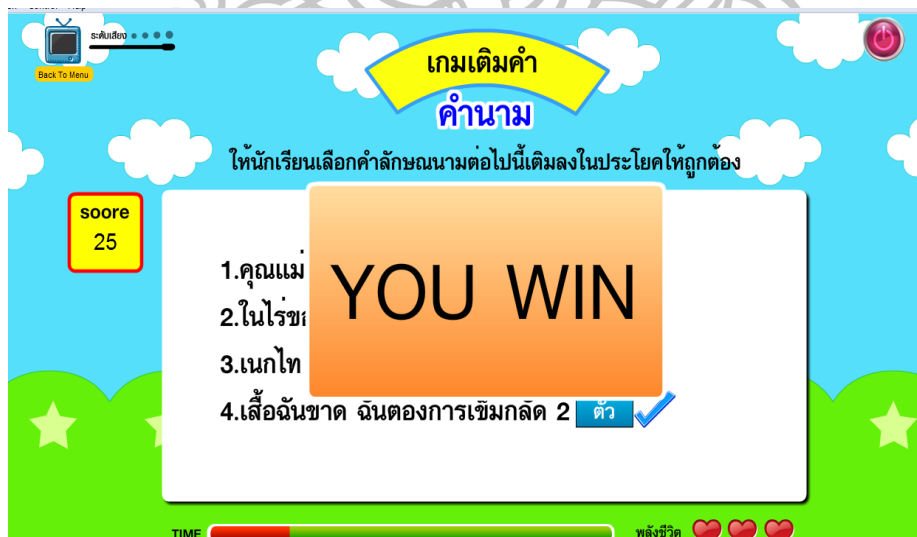 ระดับเสียง
Back To Menu
เกมเติมคำ
คำนาม
ให้นักเรียนเลือกคำลักษณนามต่อไปนี้เติมลงในประโยคให้ถูกต้อง
soore
25
1.คุณแม่
YOU WIN
2.ในไร่
3.เนกไท
4.เสื้อฉันขาด ฉันต้องการเข็มกลัด 2 ตัว
TIME
พลังชีวิต